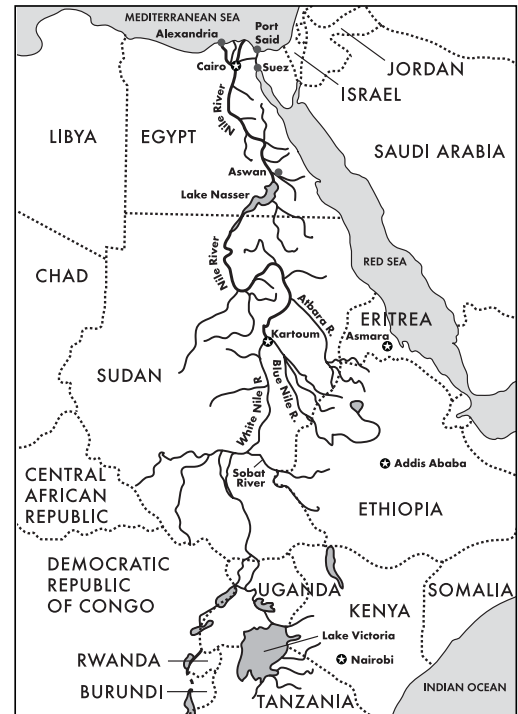 MEDITERRANEAN SEA
Alexandria
Port
Said
Cairo
Suez
JORDAN
ISRAEL
Nile River
LIBYA
EGYPT
SAUDI ARABIA
Aswan
Lake Nasser
CHAD
Nile River
RED SEA
Atbara R.
ERITREA
Asmara
Kartoum
SUDAN
White Nile R
Blue Nile R.
Addis Ababa
Sobat
River
CENTRAL
AFRICAN
REPUBLIC
ETHIOPIA
DEMOCRATIC
REPUBLIC
OF CONGO
UGANDA
KENYA
SOMALIA
Lake Victoria
RWANDA
Nairobi
BURUNDI
TANZANIA
INDIAN OCEAN